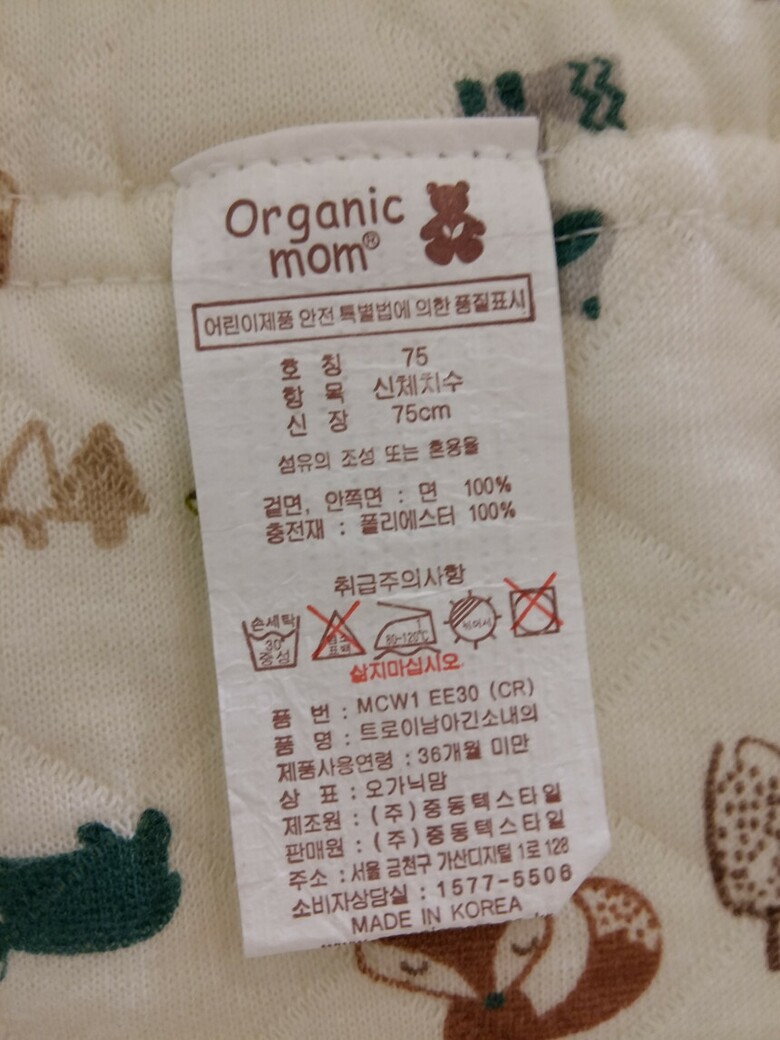 Organic
mom®
어린이제품 안전 특별법에 의한 품질표시
호 칭 75
항 목 신체치수
신 장 75cm
섬유의 조성 또는 혼용율
겉면, 안쪽면 : 면 100%
충전재 : 폴리에스터 100%
취급주의사항
손세탁
30°
중성
염소
표백
80~120℃
뉘어서
삶지마십시오
품 번 : MCW1 EE30 (CR)
품 명 : 트로이남아긴소내의
제품사용연령 : 36개월 미만
상 표 : 오가닉맘
제조원 : (주)중동텍스타일
판매원 : (주)중동텍스타일
주소 : 서울 금천구 가산디지털 1로 128
소비자상담실 : 1577-5506
MADE IN KOREA